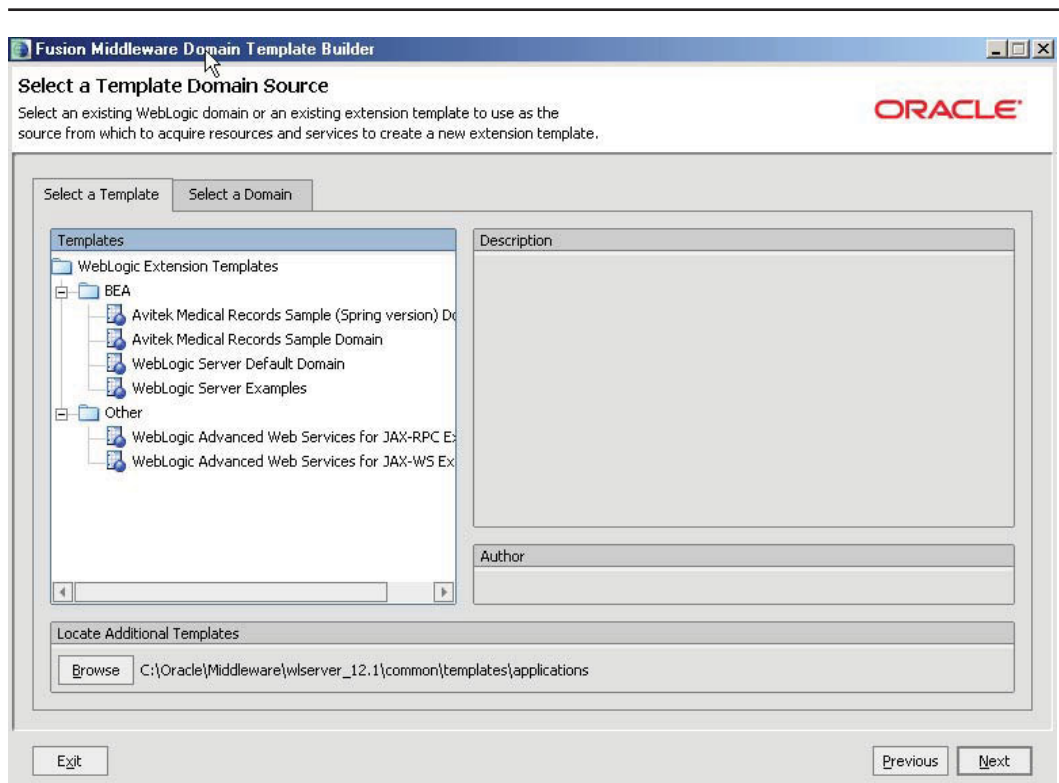 Fusion Middleware Domain Template Builder
Select a Template Domain Source
Select an existing WebLogic domain or an existing extension template to use as the
source from which to acquire resources and services to create a new extension template.
ORACLE
Select a Template
Select a Domain
Templates
WebLogic Extension Templates
BEA
Avitek Medical Records Sample (Spring version) Do
Avitek Medical Records Sample Domain
WebLogic Server Default Domain
WebLogic Server Examples
Other
WebLogic Advanced Web Services for JAX-RPC Ex
WebLogic Advanced Web Services for JAX-WS Ex
Description
Author
Locate Additional Templates
Browse C:\Oracle\Middleware\wlserver_12.1\common\templates\applications
Exit
Previous
Next